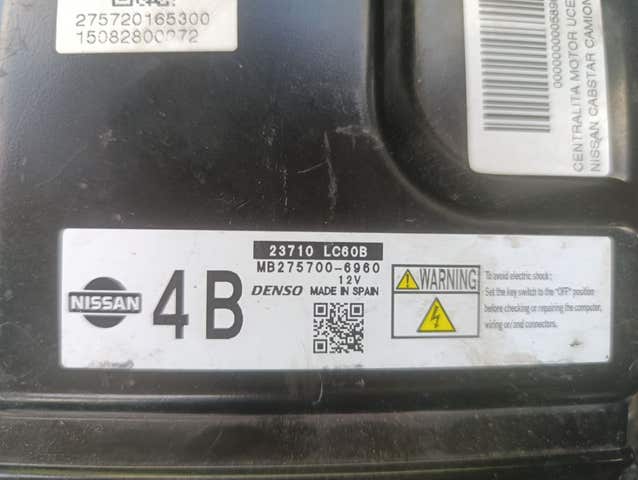 275720165300
15082800272
CENTRALITA MOTOR UCE
NISSAN CABSTAR CAMION
NISSAN
4B
23710 LC60B
MB275700-6960
12V
DENSO MADE IN SPAIN
WARNING
To avoid electric shock :
Set the key switch to the "OFF" position
before checking or repairing the computer,
wiring or/and connectors.